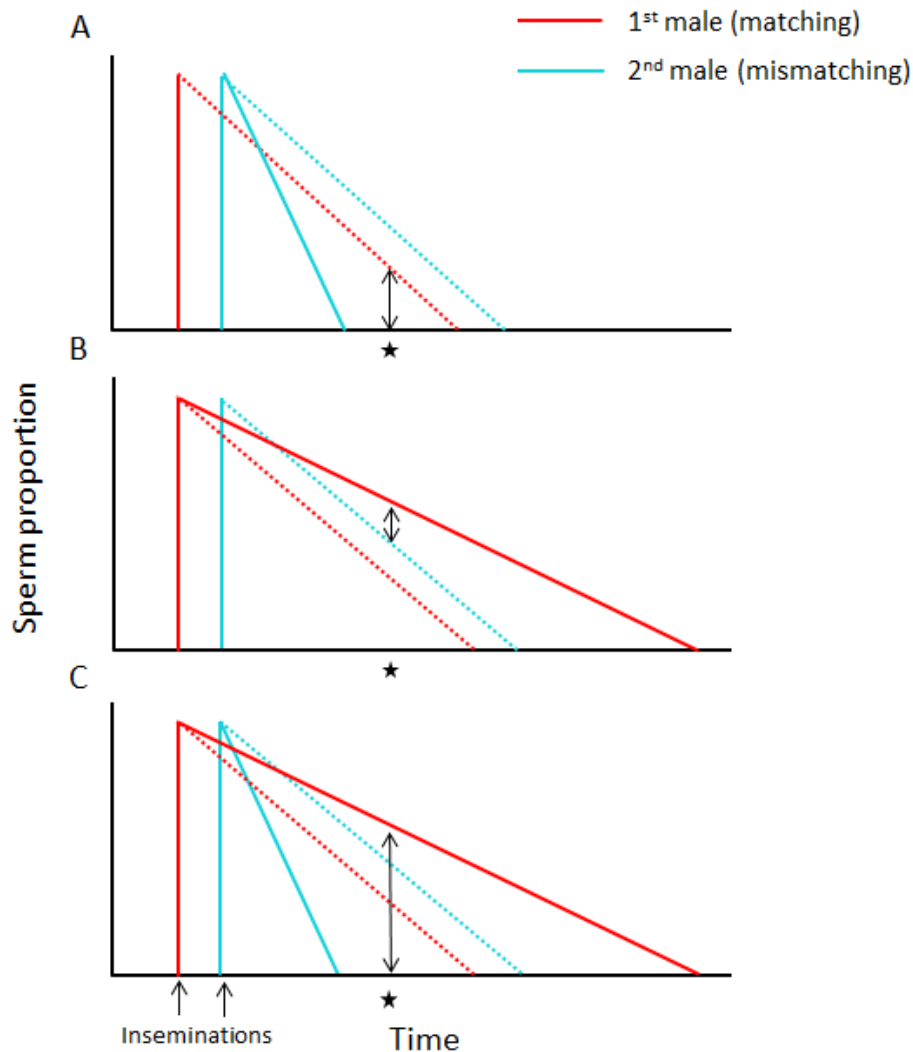 A
1st male (matching)
2nd male (mismatching)
B
Sperm proportion
C
Inseminations
Time